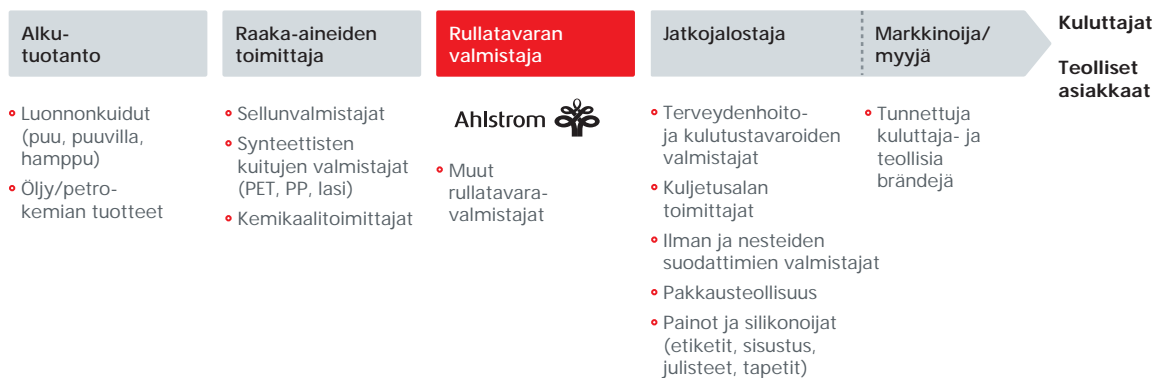 Alku-
tuotanto
Luonnonkuidut
(puu, puuvilla,
hamppu)
Öljy/petro-
kemian tuotteet
Raaka-aineiden
toimittaja
Sellunvalmistajat
Synteettisten
kuitujen valmistajat
(PET, PP, lasi)
Kemikaalitoimittajat
Rullatavaran
valmistaja
Ahlstrom
Muut
rullatavara-
valmistajat
Jatkojalostaja
Terveydenhoito-
ja kulutustavaroiden
valmistajat
Kuljetusalan
toimittajat
Ilman ja nesteiden
suodattimien valmistajat
Pakkausteollisuus
Painot ja silikonoijat
(etiketit, sisustus,
julisteet, tapetit)
Markkinoija/
myyjä
Tunnettuja
kuluttaja- ja
teollisia
brändejä
Kuluttajat
Teolliset
asiakkaat